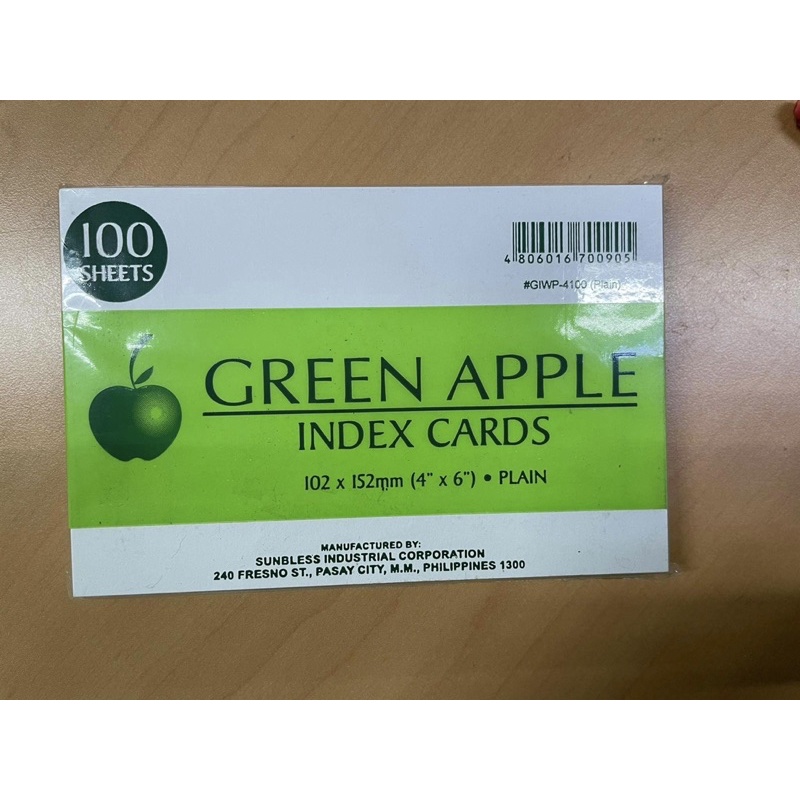 100
SHEETS
4 806016 700905
#GIWP-4100 (Plain)
GREEN APPLE
INDEX CARDS
102 x 152mm (4" x 6") • PLAIN
MANUFACTURED BY:
SUNBLESS INDUSTRIAL CORPORATION
240 FRESNO ST., PASAY CITY, M.M., PHILIPPINES 1300